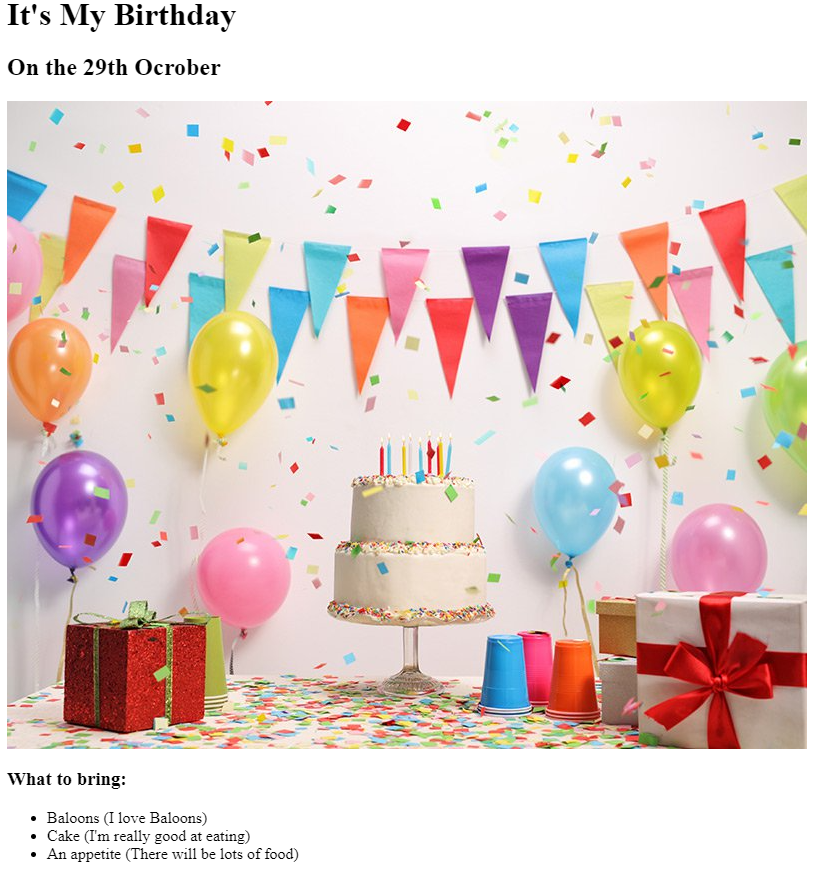 It's My Birthday
On the 29th Ocrober
What to bring:
Baloons (I love Baloons)
Cake (I'm really good at eating)
An appetite (There will be lots of food)